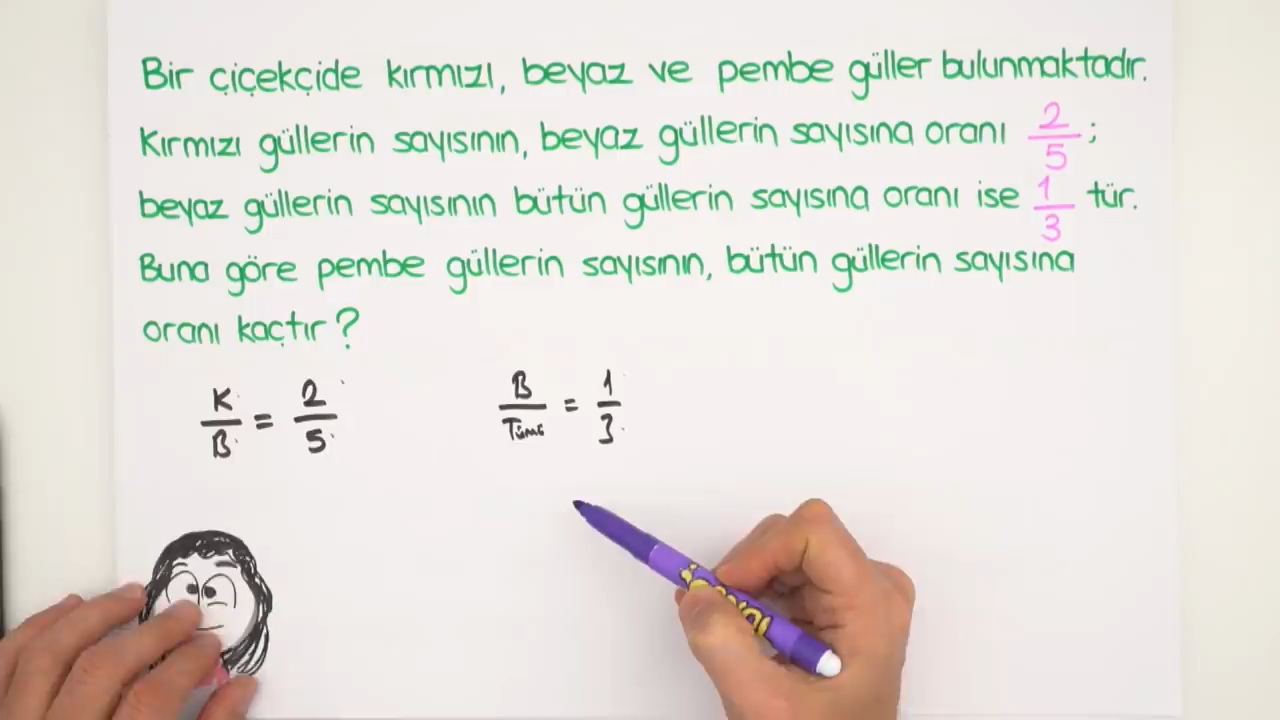 Bir çiçekçide kırmızı, beyaz ve pembe güller bulunmaktadır.
Kırmızı güllerin sayısının, beyaz güllerin sayısına oranı 2/5 ;
beyaz güllerin sayısının bütün güllerin sayısına oranı ise 1/3 tür.
Buna göre pembe güllerin sayısının, bütün güllerin sayısına
oranı kaçtır?
K/B = 2/5
B/Tümü = 1/3